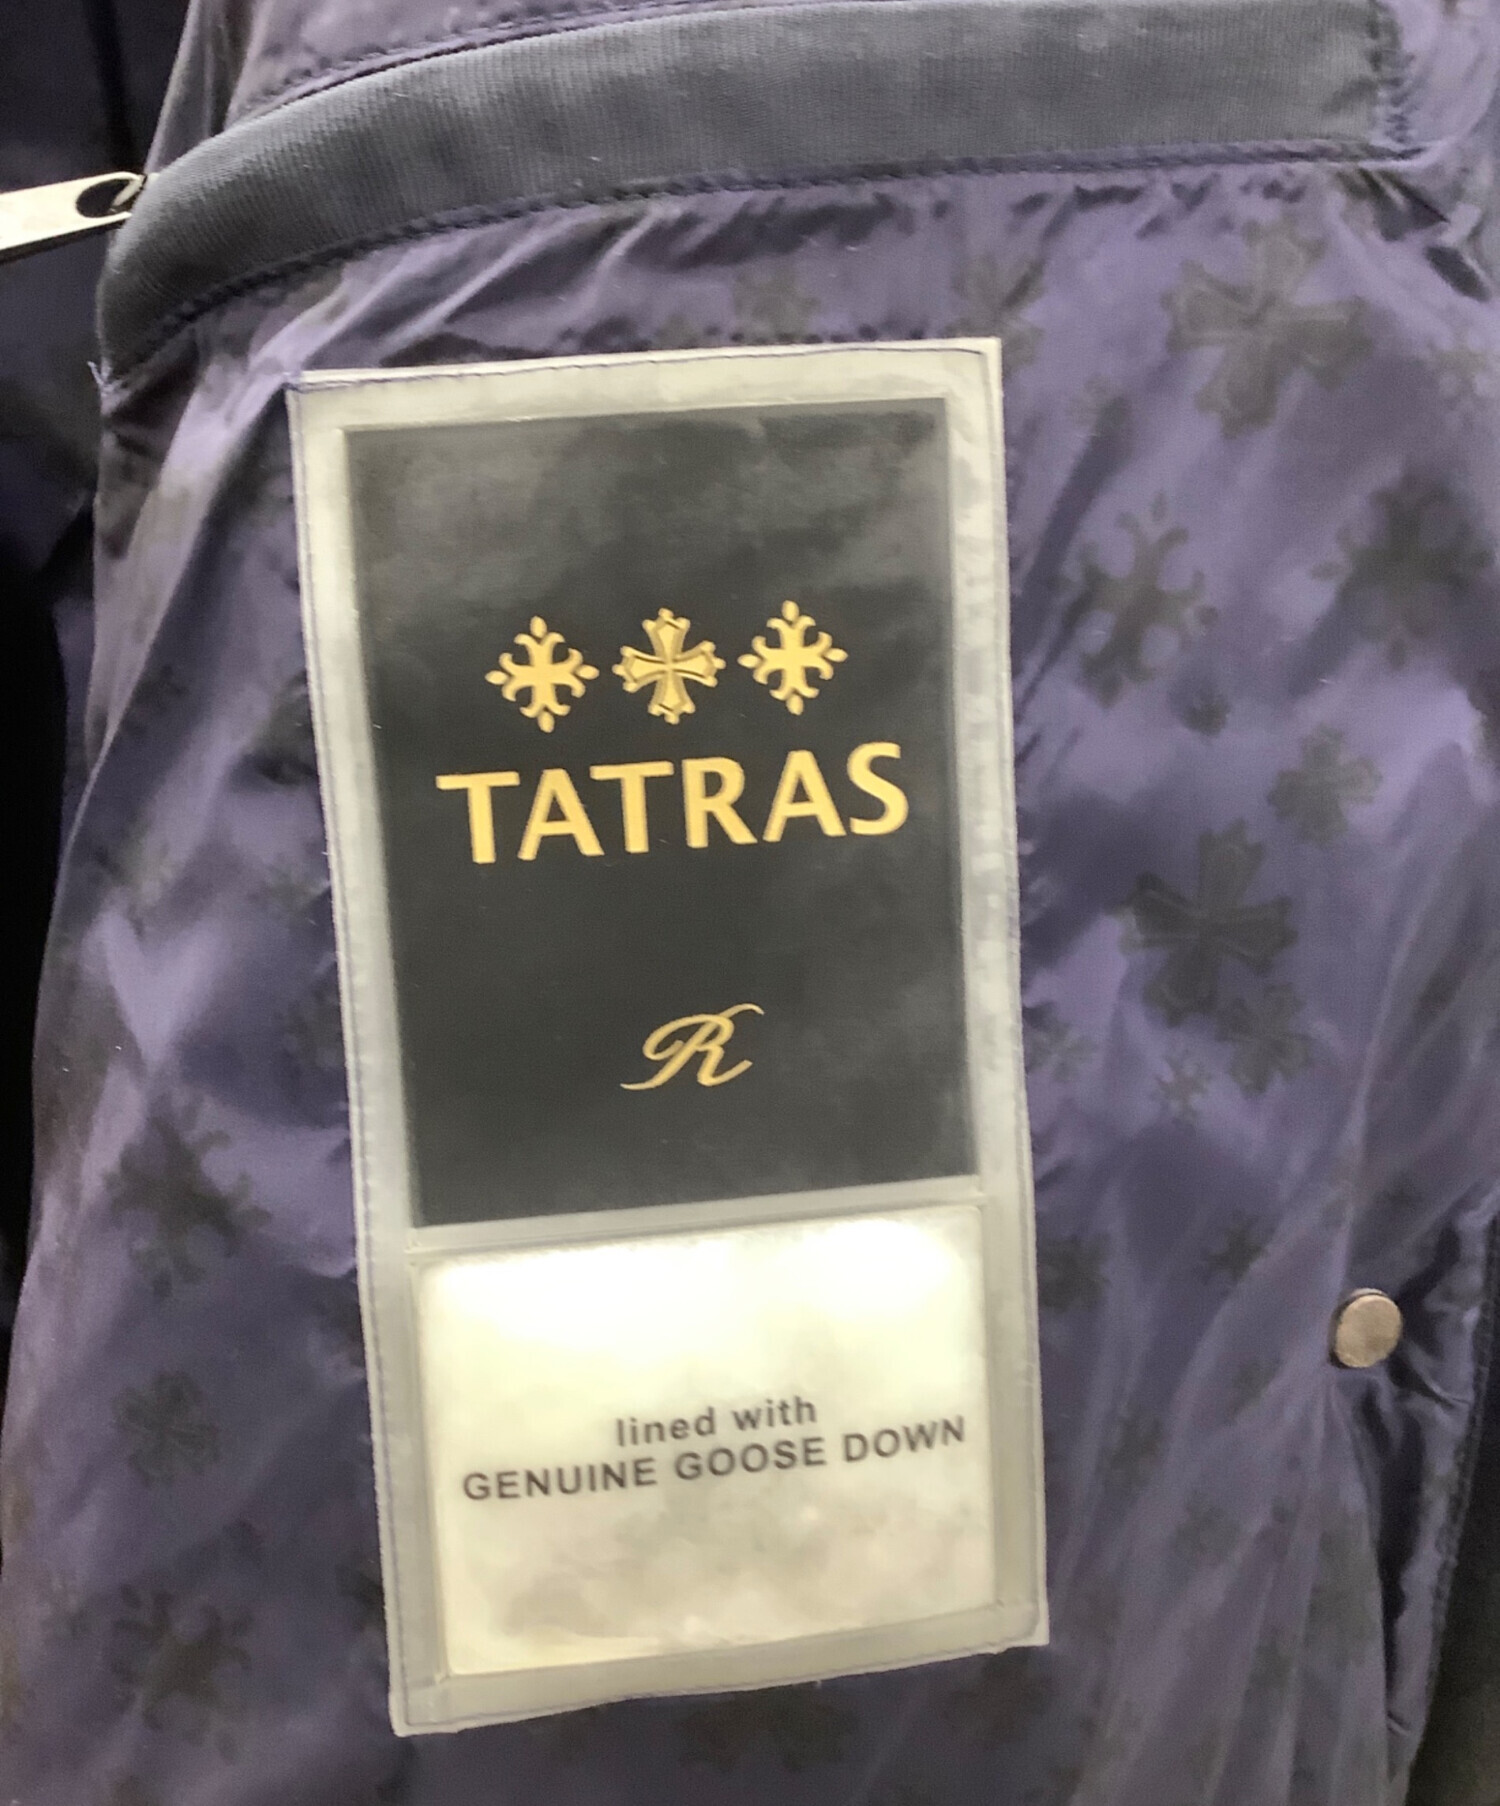 TATRAS
R
lined with
GENUINE GOOSE DOWN